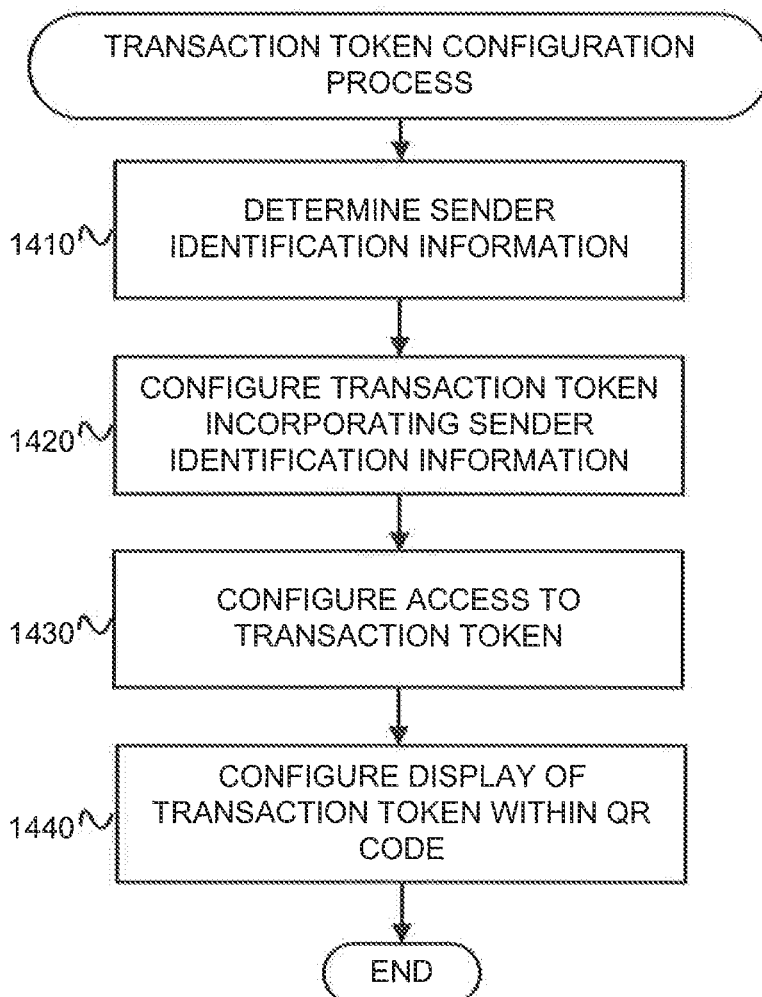 TRANSACTION TOKEN CONFIGURATION
PROCESS
1410
DETERMINE SENDER
IDENTIFICATION INFORMATION
1420
CONFIGURE TRANSACTION TOKEN
INCORPORATING SENDER
IDENTIFICATION INFORMATION
1430
CONFIGURE ACCESS TO
TRANSACTION TOKEN
1440
CONFIGURE DISPLAY OF
TRANSACTION TOKEN WITHIN QR
CODE
END